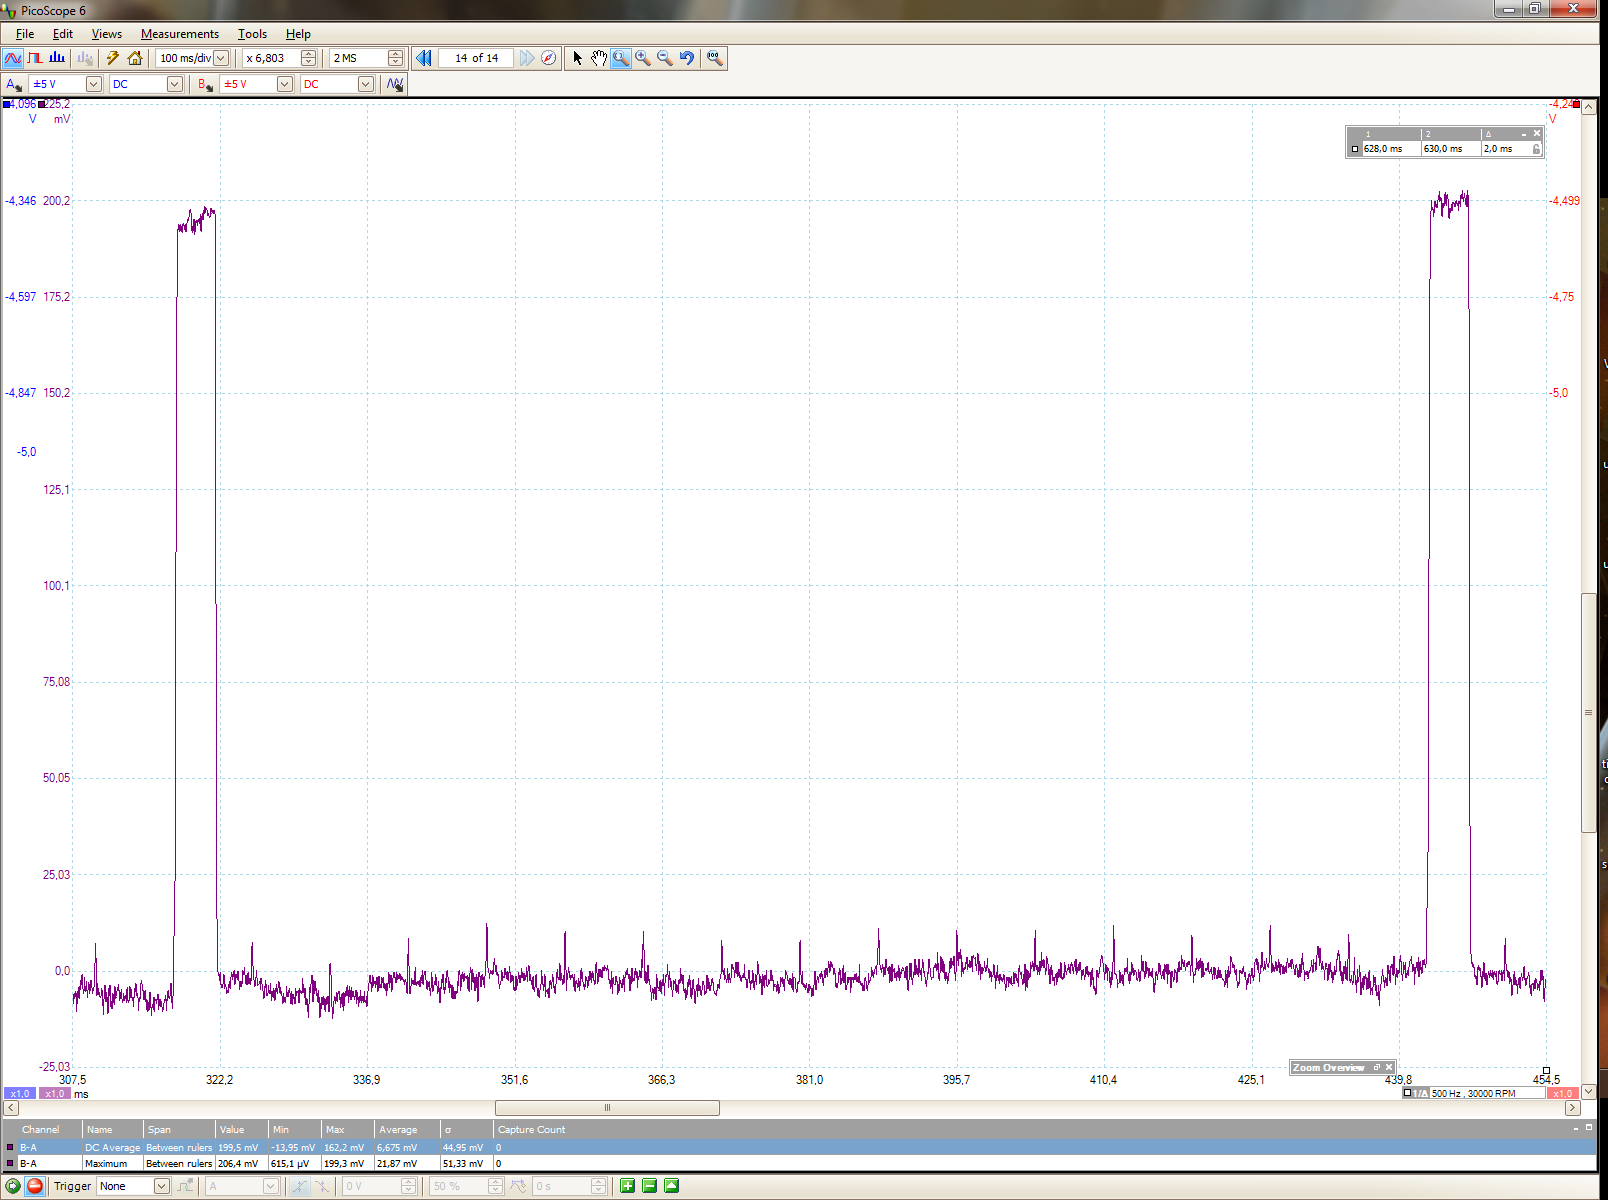 PicoScope 6
File Edit Views Measurements Tools Help
100 ms/div x 6,803 2 MS 14 of 14
A ±5 V DC B ±5 V DC
-4,096 225,2 -4,24
V mV V
1 2 Δ
628,0 ms 630,0 ms 2,0 ms
-4,346 200,2 -4,499
-4,597 175,2 -4,75
-4,847 150,2 -5,0
-5,0
125,1
100,1
75,08
50,05
25,03
0,0
-25,03
Zoom Overview
307,5 322,2 336,9 351,6 366,3 381,0 395,7 410,4 425,1 439,8 454,5
x1,0 x1,0 ms 1/Δ 500 Hz , 30000 RPM x1,0
Channel Name Span Value Min Max Average σ Capture Count
B-A DC Average Between rulers 199,5 mV -13,95 mV 162,2 mV 6,675 mV 44,95 mV 0
B-A Maximum Between rulers 206,4 mV 615,1 µV 199,3 mV 21,87 mV 51,33 mV 0
Trigger None A 0 V 50 % 0 s